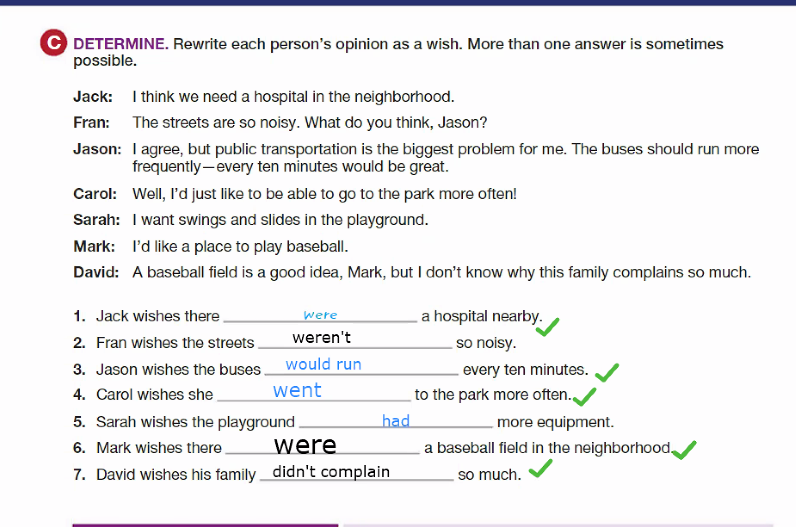 C DETERMINE. Rewrite each person's opinion as a wish. More than one answer is sometimes
possible.
Jack: I think we need a hospital in the neighborhood.
Fran: The streets are so noisy. What do you think, Jason?
Jason: I agree, but public transportation is the biggest problem for me. The buses should run more
frequently—every ten minutes would be great.
Carol: Well, I'd just like to be able to go to the park more often!
Sarah: I want swings and slides in the playground.
Mark: I'd like a place to play baseball.
David: A baseball field is a good idea, Mark, but I don't know why this family complains so much.
1. Jack wishes there were a hospital nearby.
2. Fran wishes the streets weren't so noisy.
3. Jason wishes the buses would run every ten minutes.
4. Carol wishes she went to the park more often.
5. Sarah wishes the playground had more equipment.
6. Mark wishes there were a baseball field in the neighborhood.
7. David wishes his family didn't complain so much.